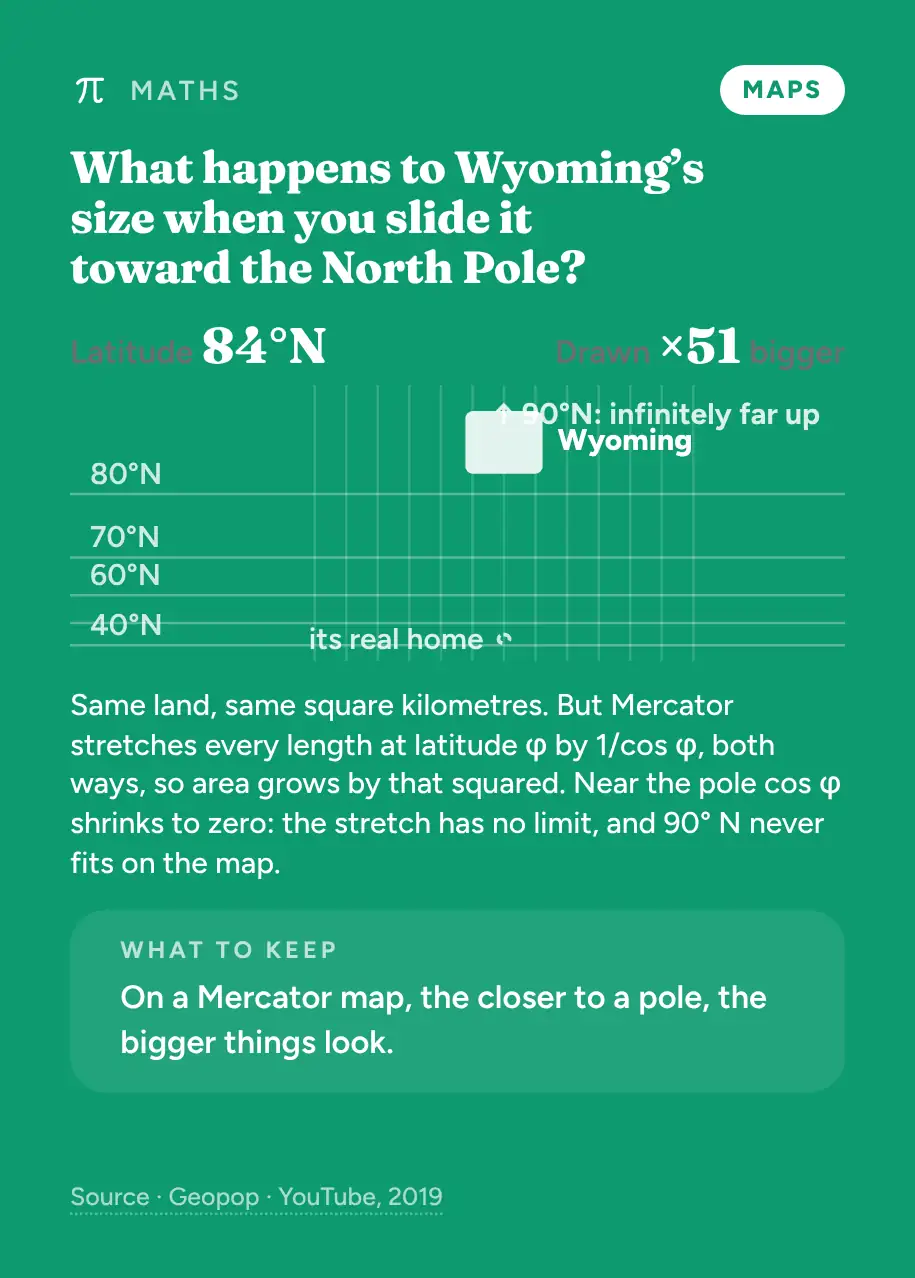 π MATHS
MAPS
What happens to Wyoming’s
size when you slide it
toward the North Pole?
Latitude 84°N
Drawn ×51 bigger
↑ 90°N: infinitely far up
Wyoming
80°N
70°N
60°N
40°N
its real home
Same land, same square kilometres. But Mercator
stretches every length at latitude φ by 1/cos φ, both
ways, so area grows by that squared. Near the pole cos φ
shrinks to zero: the stretch has no limit, and 90° N never
fits on the map.
WHAT TO KEEP
On a Mercator map, the closer to a pole, the
bigger things look.
Source · Geopop · YouTube, 2019